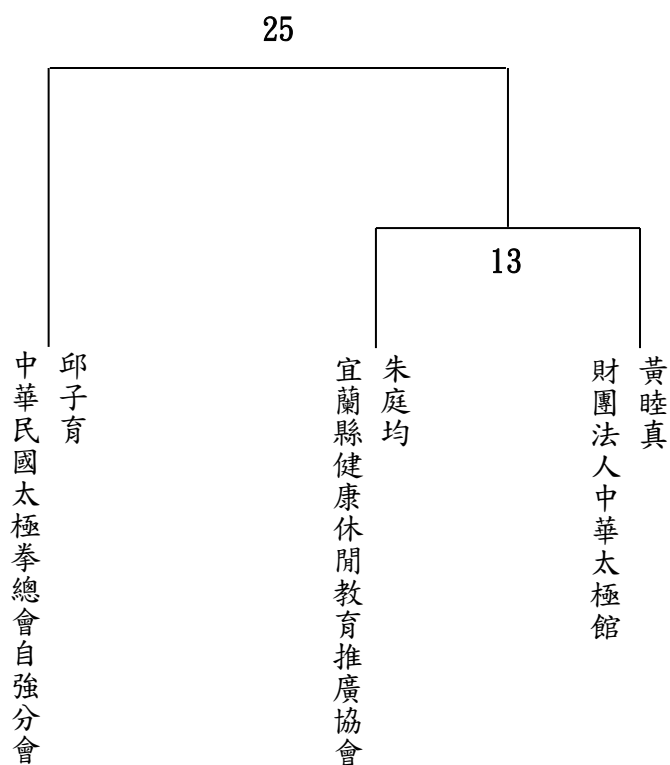 25
13
邱子育
中華民國太極拳總會自強分會
朱庭均
宜蘭縣健康休閒教育推廣協會
黃睦真
財團法人中華太極館